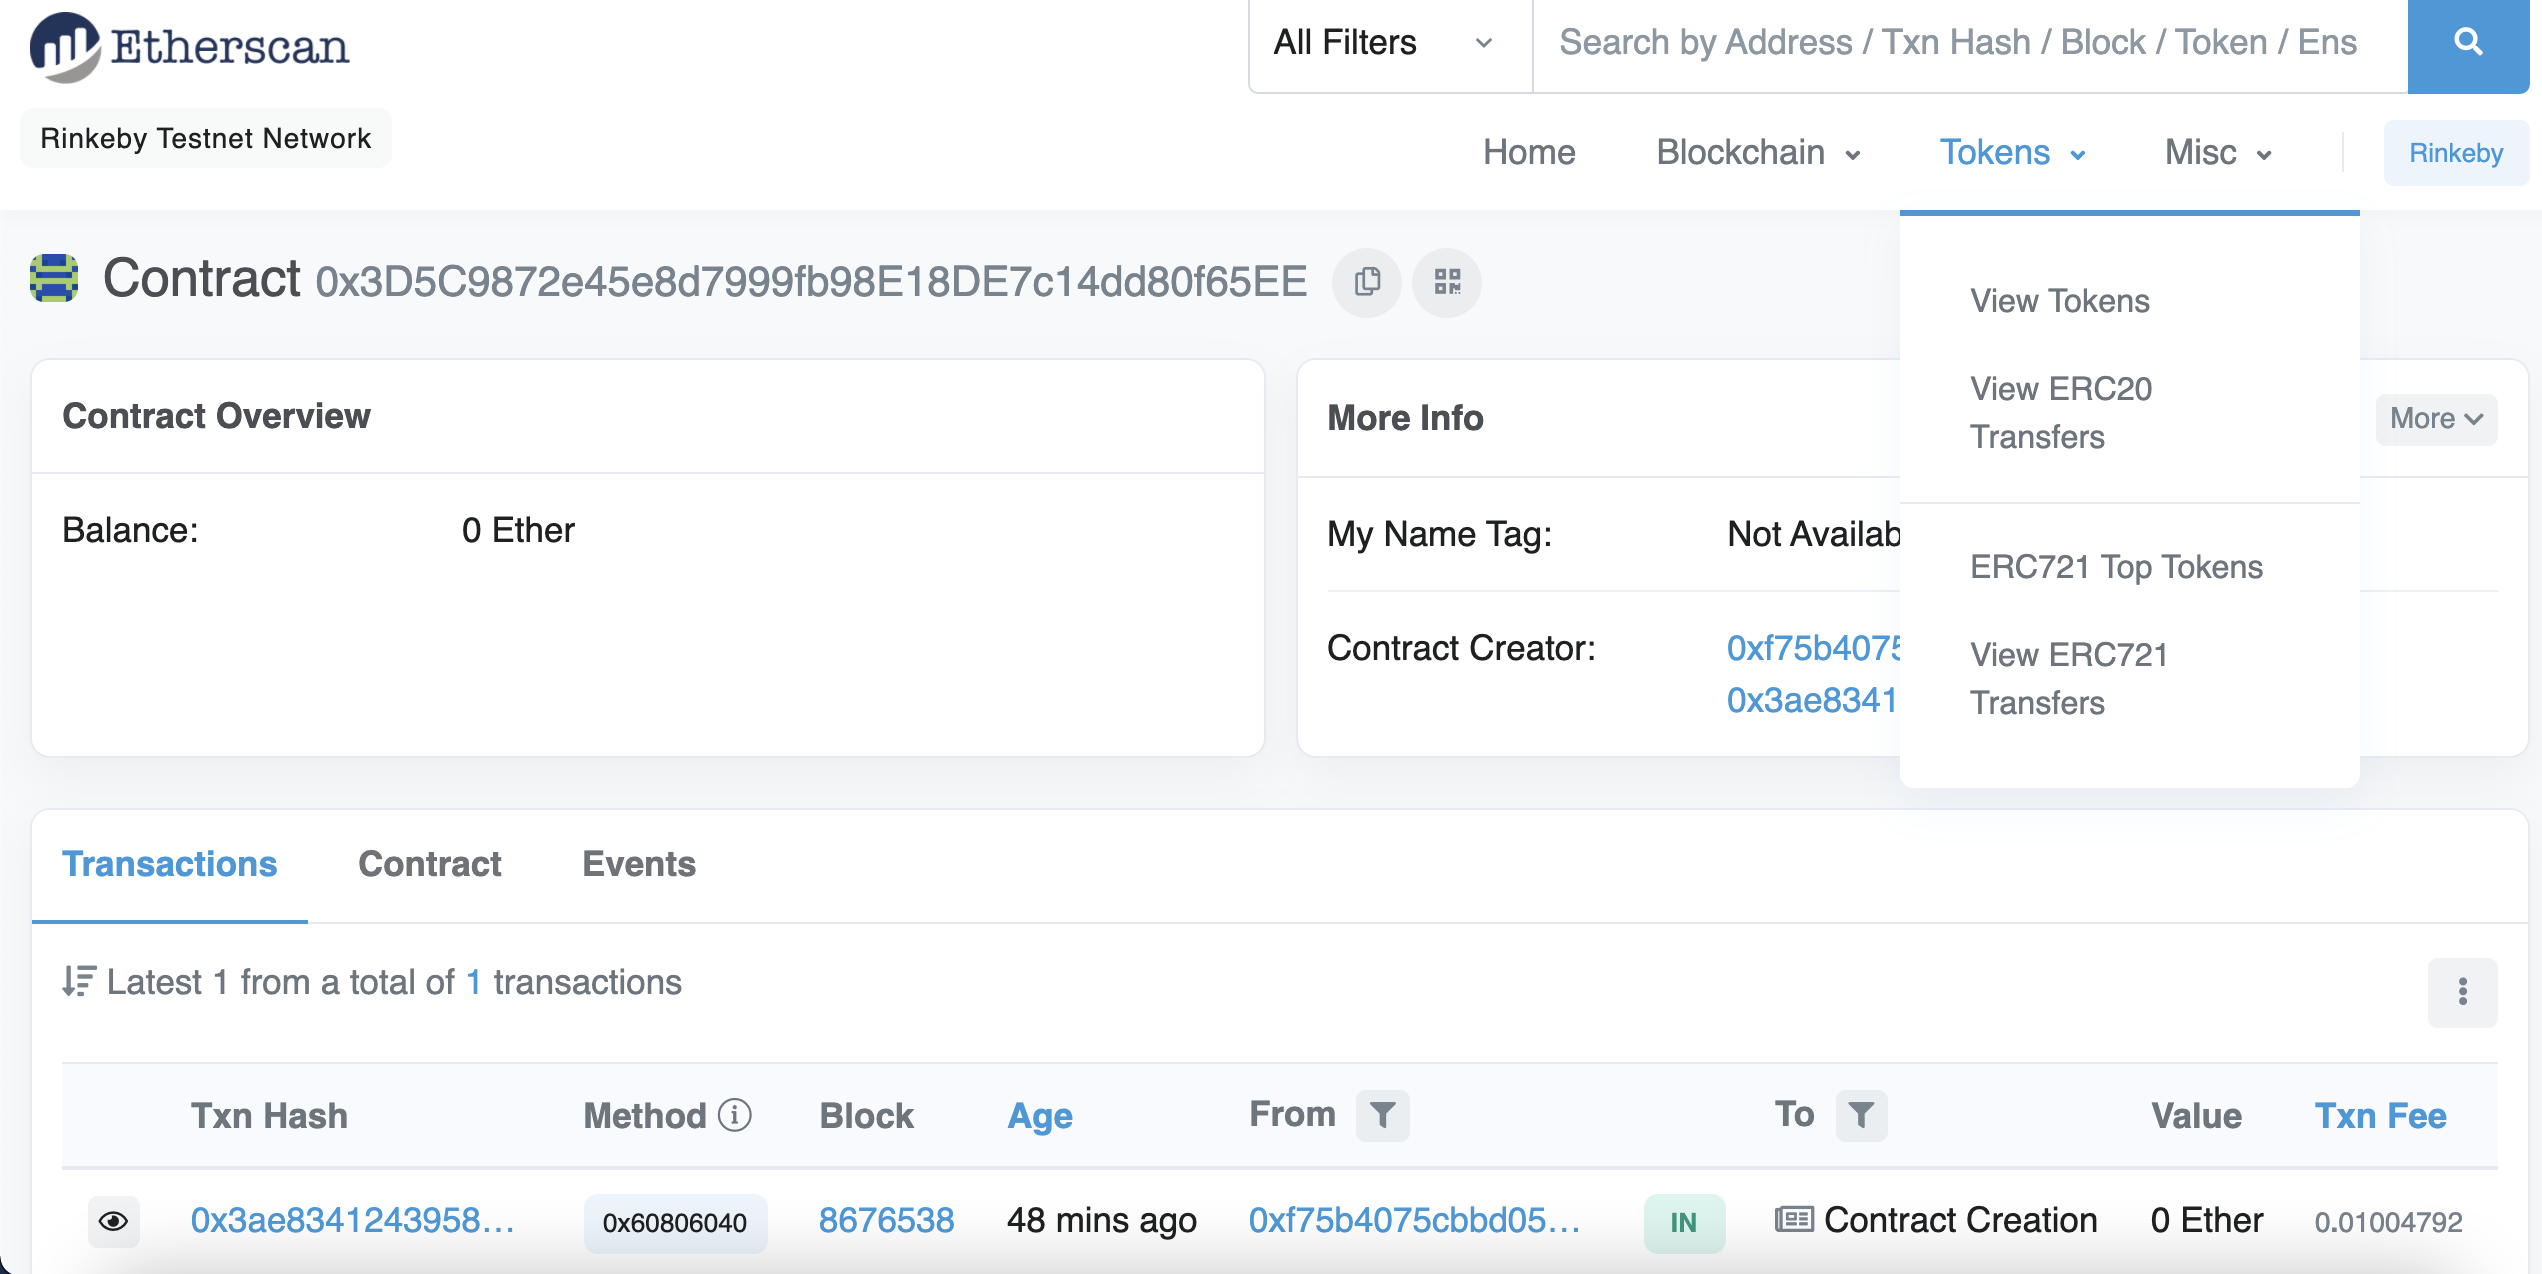 Etherscan
All Filters
Search by Address / Txn Hash / Block / Token / Ens
Rinkeby Testnet Network
Home
Blockchain
Tokens
Misc
Rinkeby
Contract 0x3D5C9872e45e8d7999fb98E18DE7c14dd80f65EE
View Tokens
View ERC20
Transfers
ERC721 Top Tokens
View ERC721
Transfers
Contract Overview
Balance:
0 Ether
More Info
More
My Name Tag:
Not Availab
Contract Creator:
0xf75b4075
0x3ae8341
Transactions
Contract
Events
Latest 1 from a total of 1 transactions
Txn Hash
Method
Block
Age
From
To
Value
Txn Fee
0x3ae8341243958...
0x60806040
8676538
48 mins ago
0xf75b4075cbbd05...
IN
Contract Creation
0 Ether
0.01004792